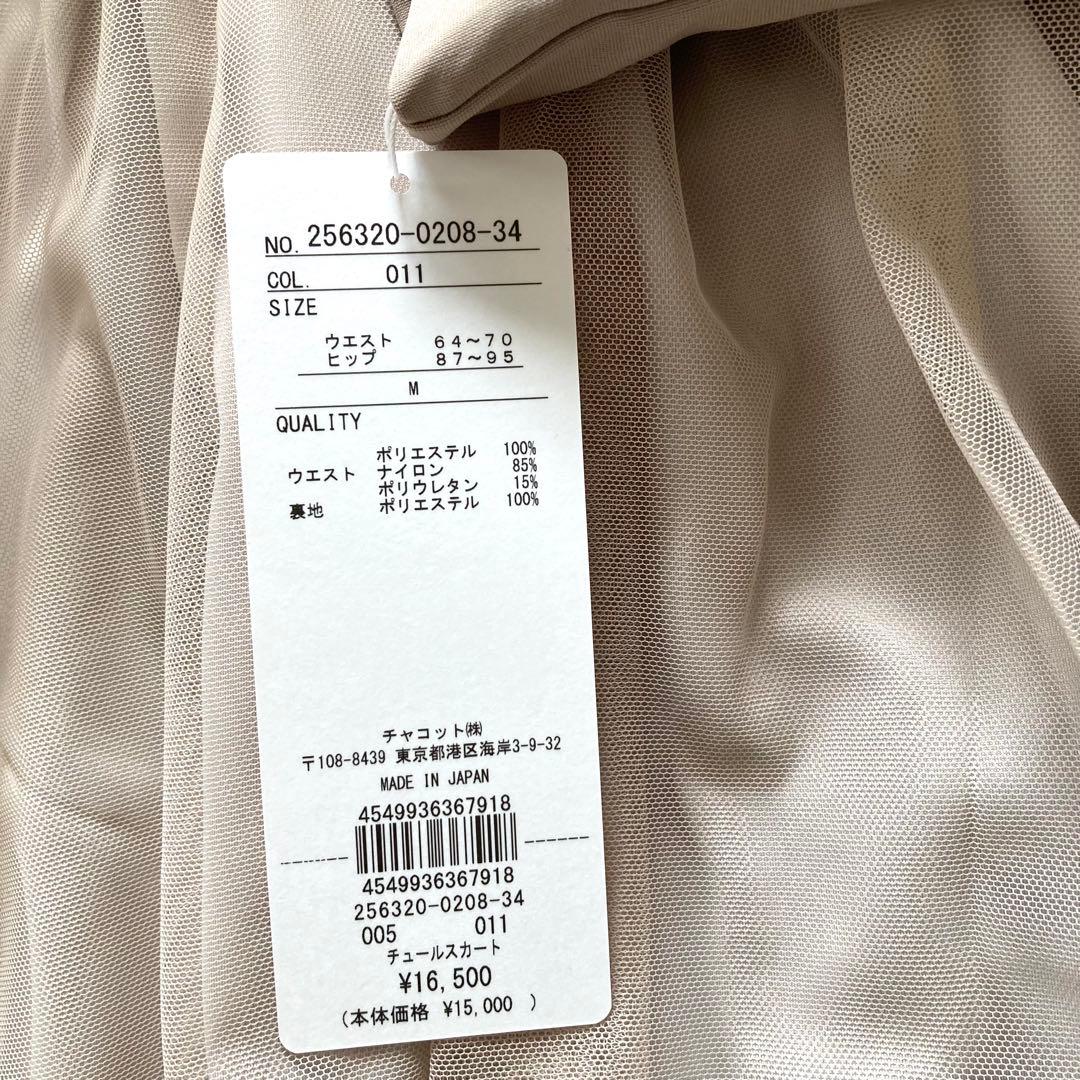 NO. 256320-0208-34
COL. 011
SIZE
ウエスト 64～70
ヒップ 87～95
M
QUALITY
ポリエステル 100%
ウエスト ナイロン 85%
ポリウレタン 15%
裏地 ポリエステル 100%
チャコット㈱
〒108-8439 東京都港区海岸3-9-32
MADE IN JAPAN
4549936367918
4549936367918
256320-0208-34
005 011
チュールスカート
¥16,500
(本体価格 ¥15,000 )